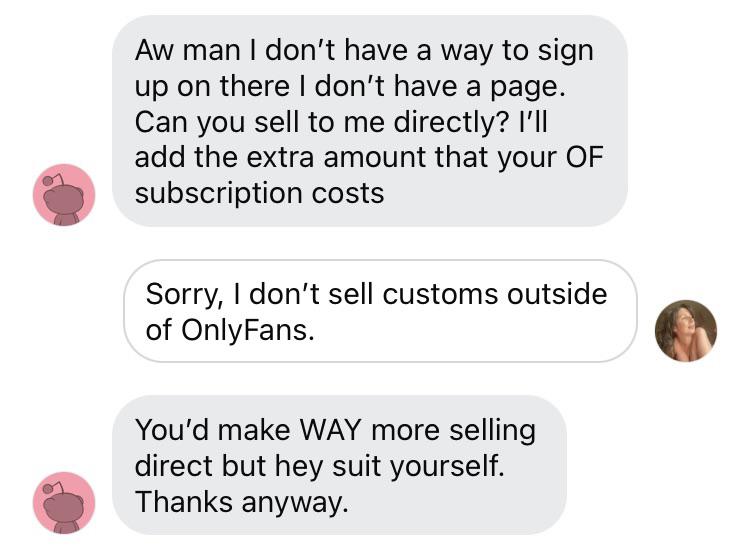 Aw man I don’t have a way to sign
up on there I don’t have a page.
Can you sell to me directly? I’ll
add the extra amount that your OF
subscription costs
Sorry, I don’t sell customs outside
of OnlyFans.
You’d make WAY more selling
direct but hey suit yourself.
Thanks anyway.